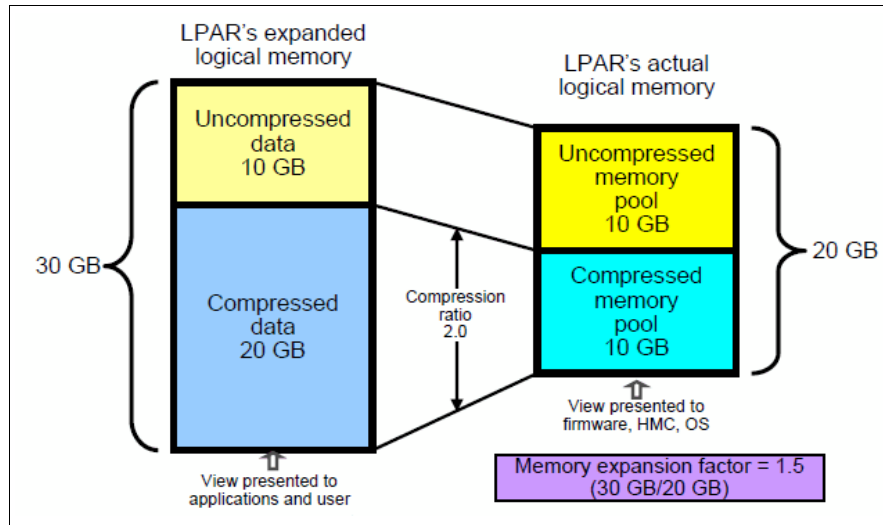 LPAR's expanded
logical memory
Uncompressed
data
10 GB
Compressed
data
20 GB
30 GB
View presented to
applications and user
Compression
ratio
2.0
LPAR's actual
logical memory
Uncompressed
memory
pool
10 GB
Compressed
memory
pool
10 GB
20 GB
View presented to
firmware, HMC, OS
Memory expansion factor = 1.5
(30 GB/20 GB)